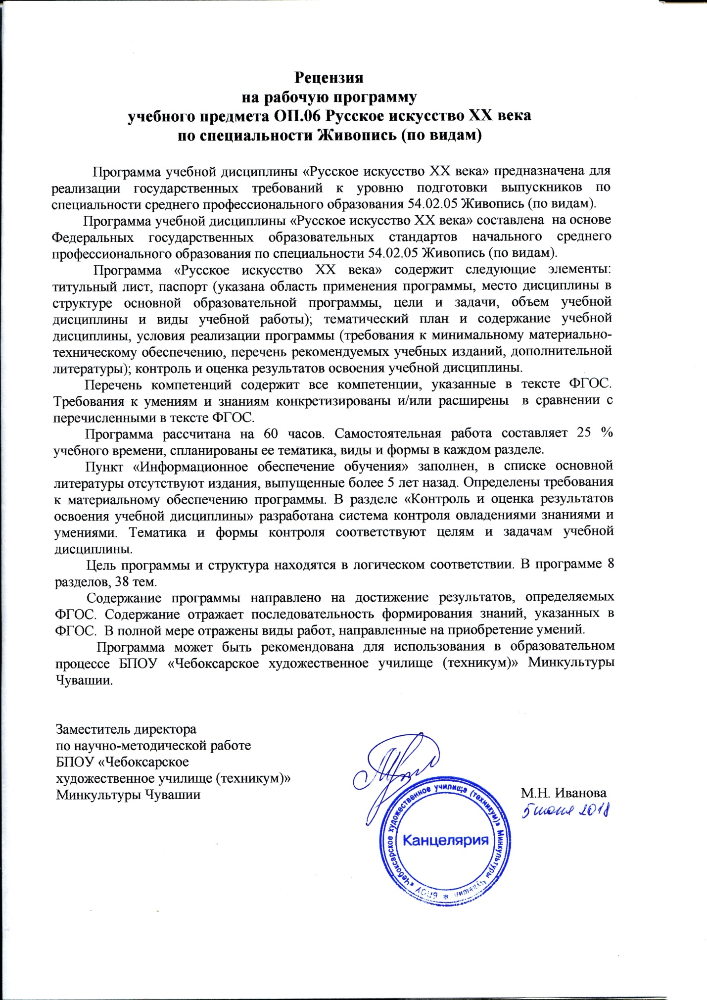 Рецензия
на рабочую программу
учебного предмета ОП.06 Русское искусство XX века
по специальности Живопись (по видам)
Программа учебной дисциплины «Русское искусство XX века» предназначена для
реализации государственных требований к уровню подготовки выпускников по
специальности среднего профессионального образования 54.02.05 Живопись (по видам).
Программа учебной дисциплины «Русское искусство XX века» составлена на основе
Федеральных государственных образовательных стандартов начального среднего
профессионального образования по специальности 54.02.05 Живопись (по видам).
Программа «Русское искусство XX века» содержит следующие элементы:
титульный лист, паспорт (указана область применения программы, место дисциплины в
структуре основной образовательной программы, цели и задачи, объем учебной
дисциплины и виды учебной работы); тематический план и содержание учебной
дисциплины, условия реализации программы (требования к минимальному материально-
техническому обеспечению, перечень рекомендуемых учебных изданий, дополнительной
литературы); контроль и оценка результатов освоения учебной дисциплины.
Перечень компетенций содержит все компетенции, указанные в тексте ФГОС.
Требования к умениям и знаниям конкретизированы и/или расширены в сравнении с
перечисленными в тексте ФГОС.
Программа рассчитана на 60 часов. Самостоятельная работа составляет 25 %
учебного времени, спланированы ее тематика, виды и формы в каждом разделе.
Пункт «Информационное обеспечение обучения» заполнен, в списке основной
литературы отсутствуют издания, выпущенные более 5 лет назад. Определены требования
к материальному обеспечению программы. В разделе «Контроль и оценка результатов
освоения учебной дисциплины» разработана система контроля овладениями знаниями и
умениями. Тематика и формы контроля соответствуют целям и задачам учебной
дисциплины.
Цель программы и структура находятся в логическом соответствии. В программе 8
разделов, 38 тем.
Содержание программы направлено на достижение результатов, определяемых
ФГОС. Содержание отражает последовательность формирования знаний, указанных в
ФГОС. В полной мере отражены виды работ, направленные на приобретение умений.
Программа может быть рекомендована для использования в образовательном
процессе БПОУ «Чебоксарское художественное училище (техникум)» Минкультуры
Чувашии.
Заместитель директора
по научно-методической работе
БПОУ «Чебоксарское
художественное училище (техникум)»
Минкультуры Чувашии
М.Н. Иванова
5 июня 2018
БПОУ «Чебоксарское художественное училище (техникум)» Минкультуры Чувашии *
Канцелярия